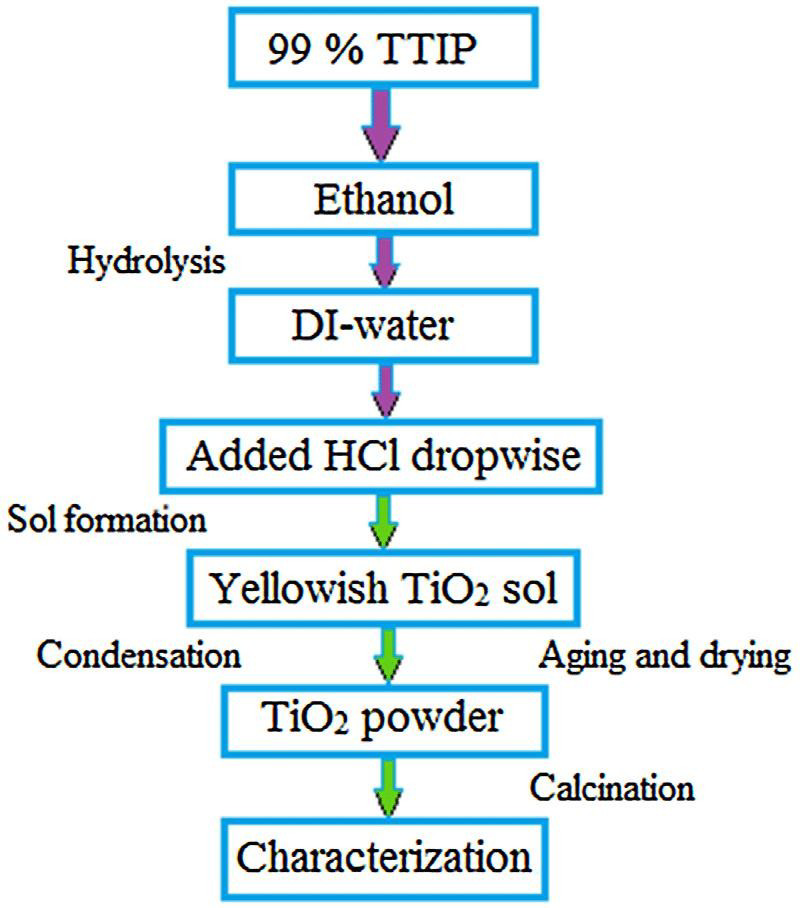 99 % TTIP
Ethanol
Hydrolysis
DI-water
Added HCl dropwise
Sol formation
Yellowish TiO₂ sol
Condensation
Aging and drying
TiO₂ powder
Calcination
Characterization